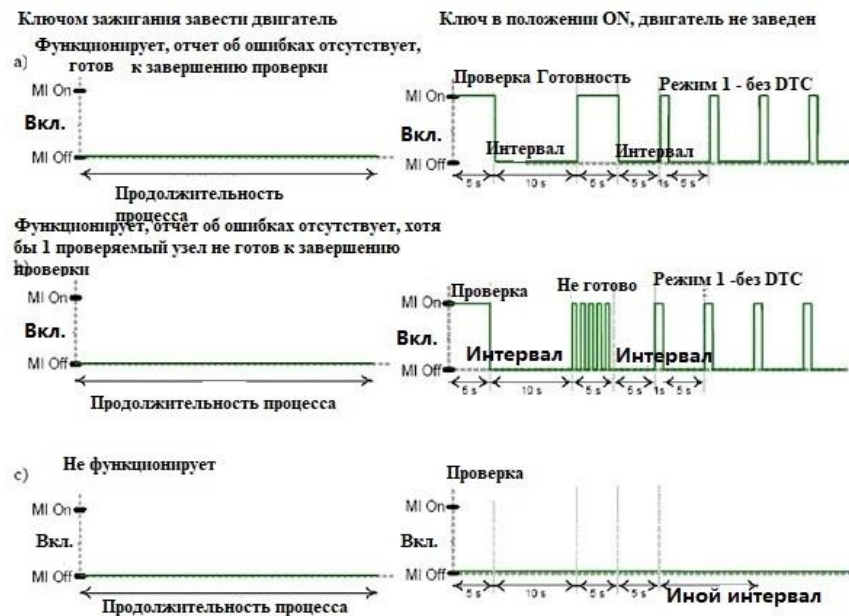 Ключом зажигания завести двигатель
Ключ в положении ON, двигатель не заведен
Функционирует, отчет об ошибках отсутствует,
a) готов к завершению проверки
MI On
Вкл.
MI Off
Продолжительность
процесса
Проверка Готовность Режим 1 - без DTC
MI On
Вкл.
Интервал Интервал
MI Off
5 s 10 s 5 s 5 s 1s 5 s
Функционирует, отчет об ошибках отсутствует, хотя
бы 1 проверяемый узел не готов к завершению
b) проверки
MI On
Вкл.
MI Off
Продолжительность процесса
Не готово
Проверка Режим 1 -без DTC
MI On
Вкл.
Интервал Интервал
MI Off
5 s 10 s 5 s 5 s 1s 5 s
c) Не функционирует
MI On
Вкл.
MI Off
Продолжительность процесса
Проверка
MI On
Вкл.
MI Off
5 s 10 s 5 s 5 s Иной интервал